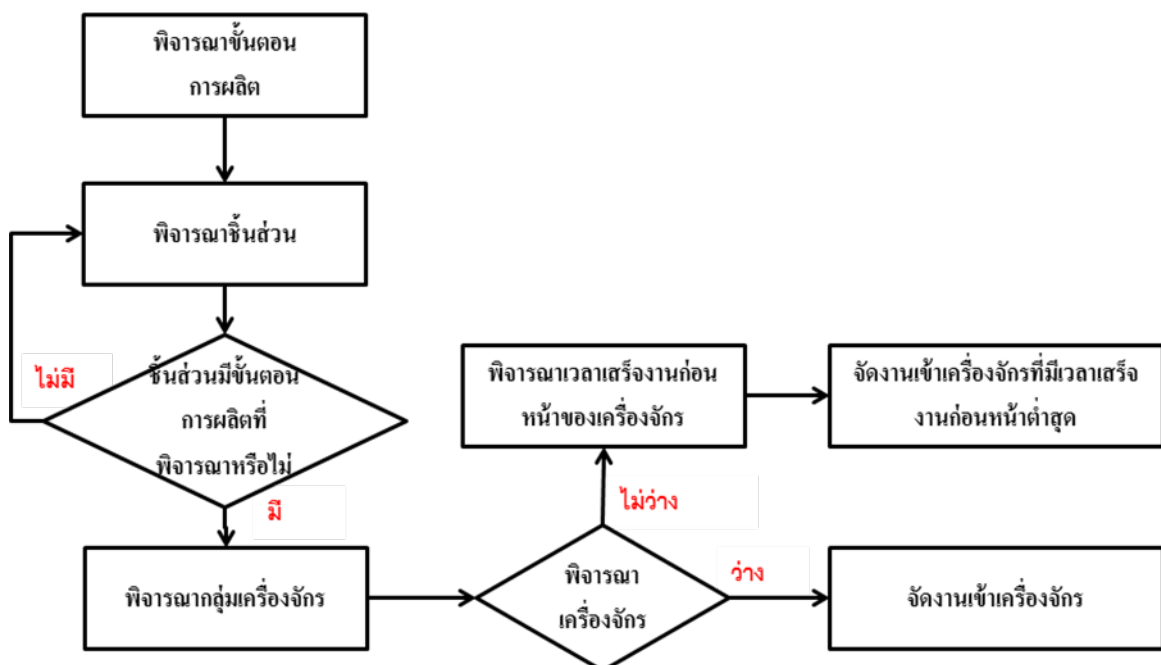 พิจารณาขั้นตอน
การผลิต
พิจารณาชิ้นส่วน
ไม่มี
ชิ้นส่วนมีขั้นตอน
การผลิตที่
พิจารณาหรือไม่
มี
พิจารณากลุ่มเครื่องจักร
พิจารณาเวลาเสร็จงานก่อน
หน้าของเครื่องจักร
จัดงานเข้าเครื่องจักรที่มีเวลาเสร็จ
งานก่อนหน้าต่ำสุด
ไม่ว่าง
พิจารณา
เครื่องจักร
ว่าง
จัดงานเข้าเครื่องจักร